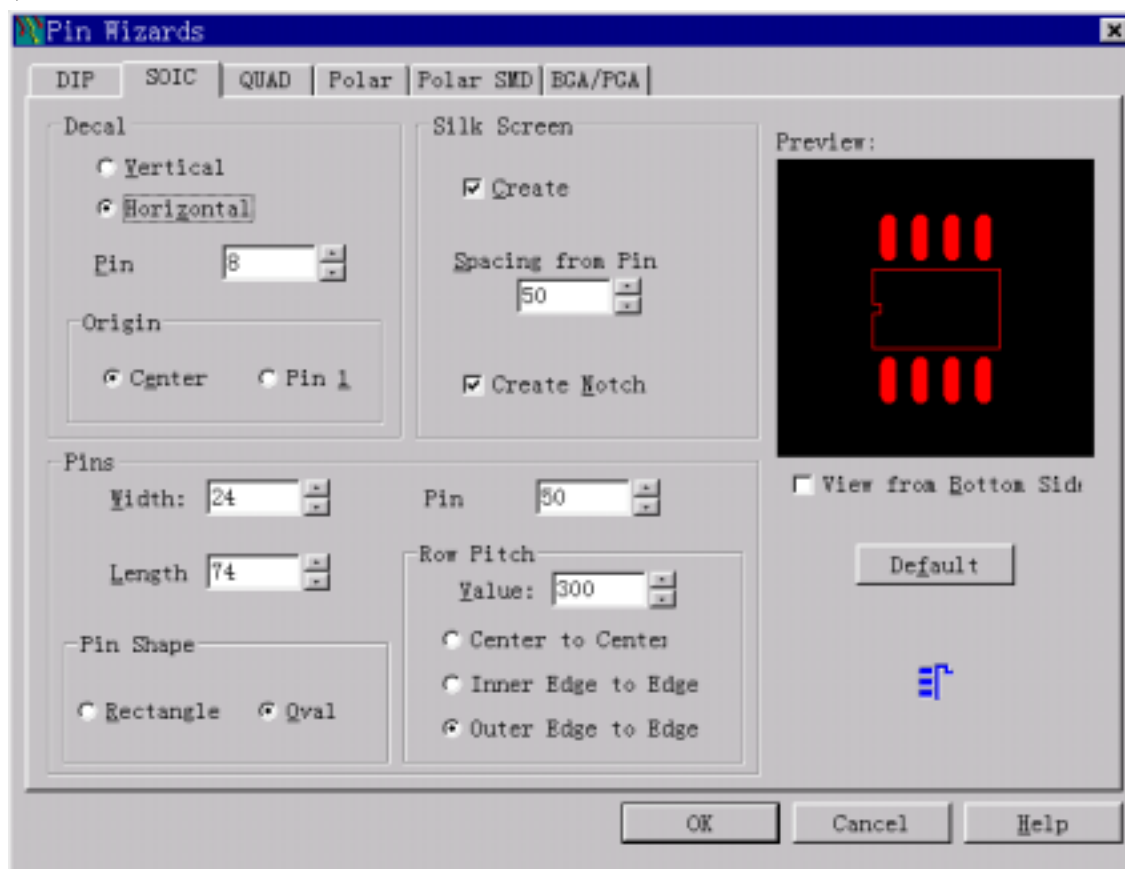 Pin Wizards
DIP SOIC QUAD Polar Polar SMD BGA/PGA
Decal
Vertical
Horizontal
Pin 8
Origin
Center Pin 1
Silk Screen
Create
Spacing from Pin
50
Create Notch
Preview:
View from Bottom Side
Pins
Width: 24
Length 74
Pin 50
Row Pitch
Value: 300
Center to Center
Inner Edge to Edge
Outer Edge to Edge
Pin Shape
Rectangle Oval
Default
OK Cancel Help